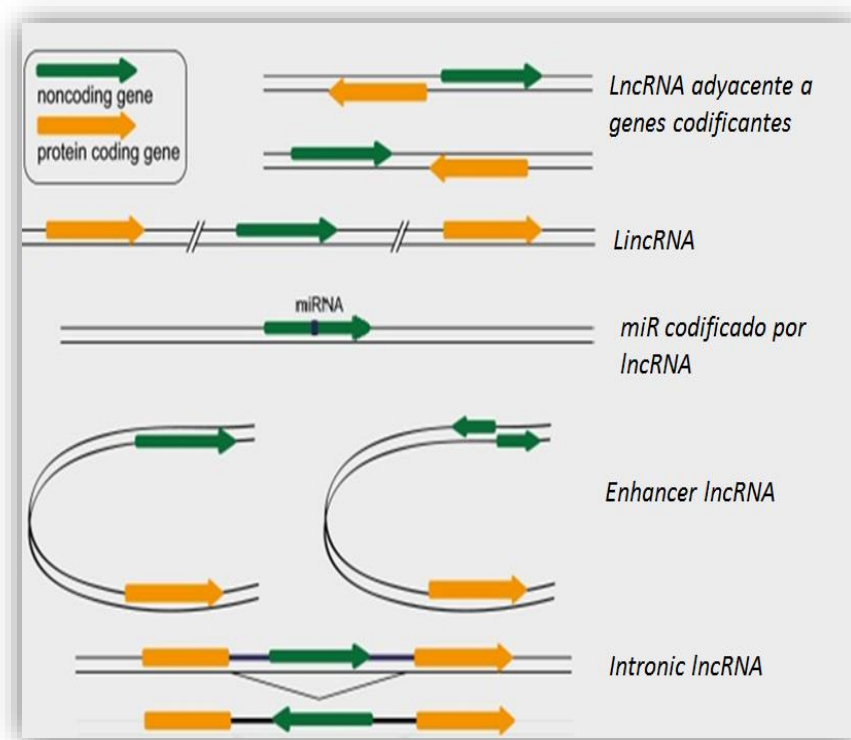 noncoding gene
protein coding gene
LncRNA adyacente a
genes codificantes
LincRNA
miRNA
miR codificado por
lncRNA
Enhancer lncRNA
Intronic lncRNA